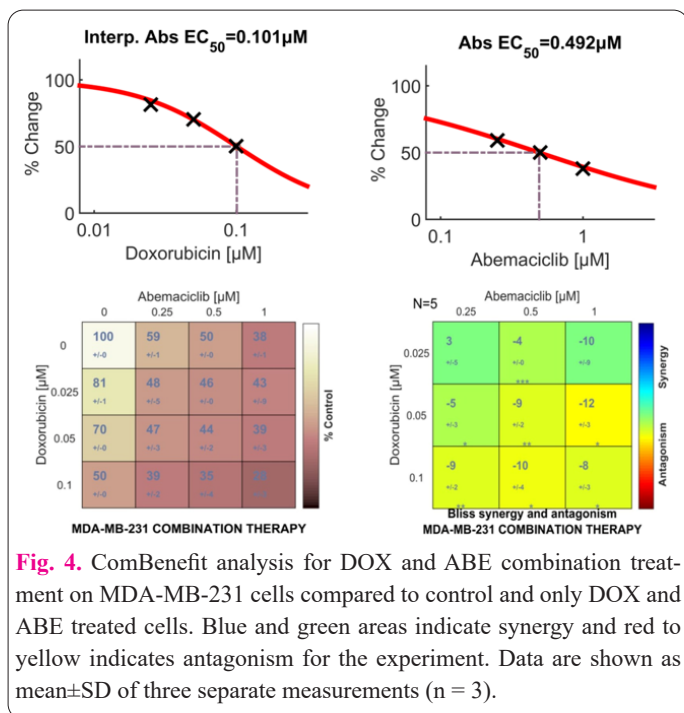 Interp. Abs EC50=0.101µM
% Change
100
50
0
0.01
0.1
Doxorubicin [µM]
Abs EC50=0.492µM
% Change
100
50
0
0.1
1
Abemaciclib [µM]
Abemaciclib [µM]
0 0.25 0.5 1
Doxorubicin [µM]
0
100 59 50 38
+/-0 +/-1 +/-0 +/-1
0.025
81 48 46 43
+/-1 +/-5 +/-0
0.05
70 47 44 39
+/-0 +/-3 +/-2 +/-3
0.1
50 39 35
+/-0
% Control
MDA-MB-231 COMBINATION THERAPY
N=5
Abemaciclib [µM]
0.25 0.5 1
Doxorubicin [µM]
0.025
3 -4 -10
+/-5 +/-0
0.05
-5 -9 -12
+/-3 +/-2 +/-3
0.1
-9 -10 -8
+/-2 +/-4 +/-3
Synergy
Antagonism
Bliss synergy and antagonism
MDA-MB-231 COMBINATION THERAPY
Fig. 4. ComBenefit analysis for DOX and ABE combination treat-
ment on MDA-MB-231 cells compared to control and only DOX and
ABE treated cells. Blue and green areas indicate synergy and red to
yellow indicates antagonism for the experiment. Data are shown as
mean±SD of three separate measurements (n = 3).